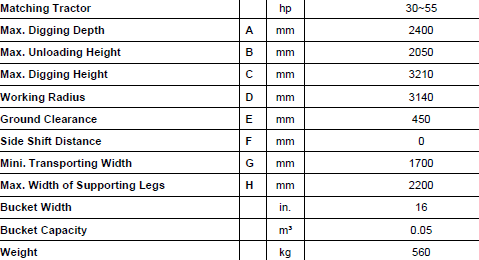 Matching Tractor hp 30~55
Max. Digging Depth A mm 2400
Max. Unloading Height B mm 2050
Max. Digging Height C mm 3210
Working Radius D mm 3140
Ground Clearance E mm 450
Side Shift Distance F mm 0
Mini. Transporting Width G mm 1700
Max. Width of Supporting Legs H mm 2200
Bucket Width in. 16
Bucket Capacity m³ 0.05
Weight kg 560